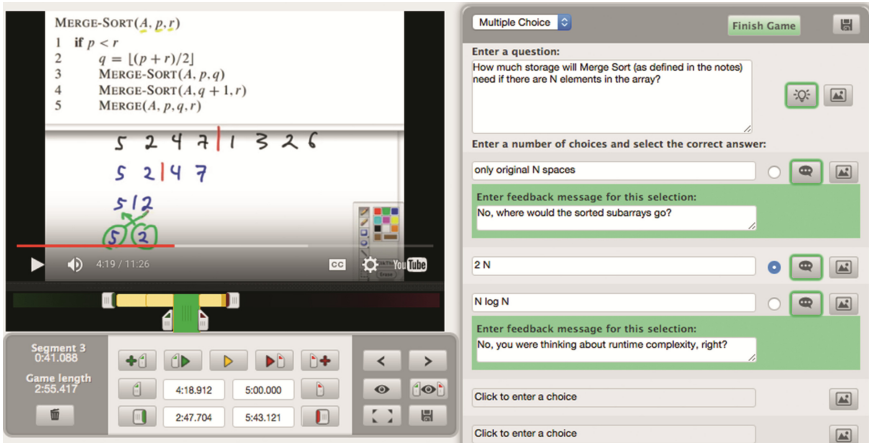 MERGE-SORT(A, p, r)
1 if p < r
2 q = ⌊(p + r)/2⌋
3 MERGE-SORT(A, p, q)
4 MERGE-SORT(A, q + 1, r)
5 MERGE(A, p, q, r)
5 2 4 7 | 1 3 2 6
5 2 | 4 7
5 | 2
5 2
4:19 / 11:26
CC
YouTube
Segment 3
0:41.088
Game length
2:55.417
4:18.912
5:00.000
2:47.704
5:43.121
< >
Multiple Choice
Finish Game
Enter a question:
How much storage will Merge Sort (as defined in the notes)
need if there are N elements in the array?
Enter a number of choices and select the correct answer:
only original N spaces
Enter feedback message for this selection:
No, where would the sorted subarrays go?
2 N
N log N
Enter feedback message for this selection:
No, you were thinking about runtime complexity, right?
Click to enter a choice
Click to enter a choice